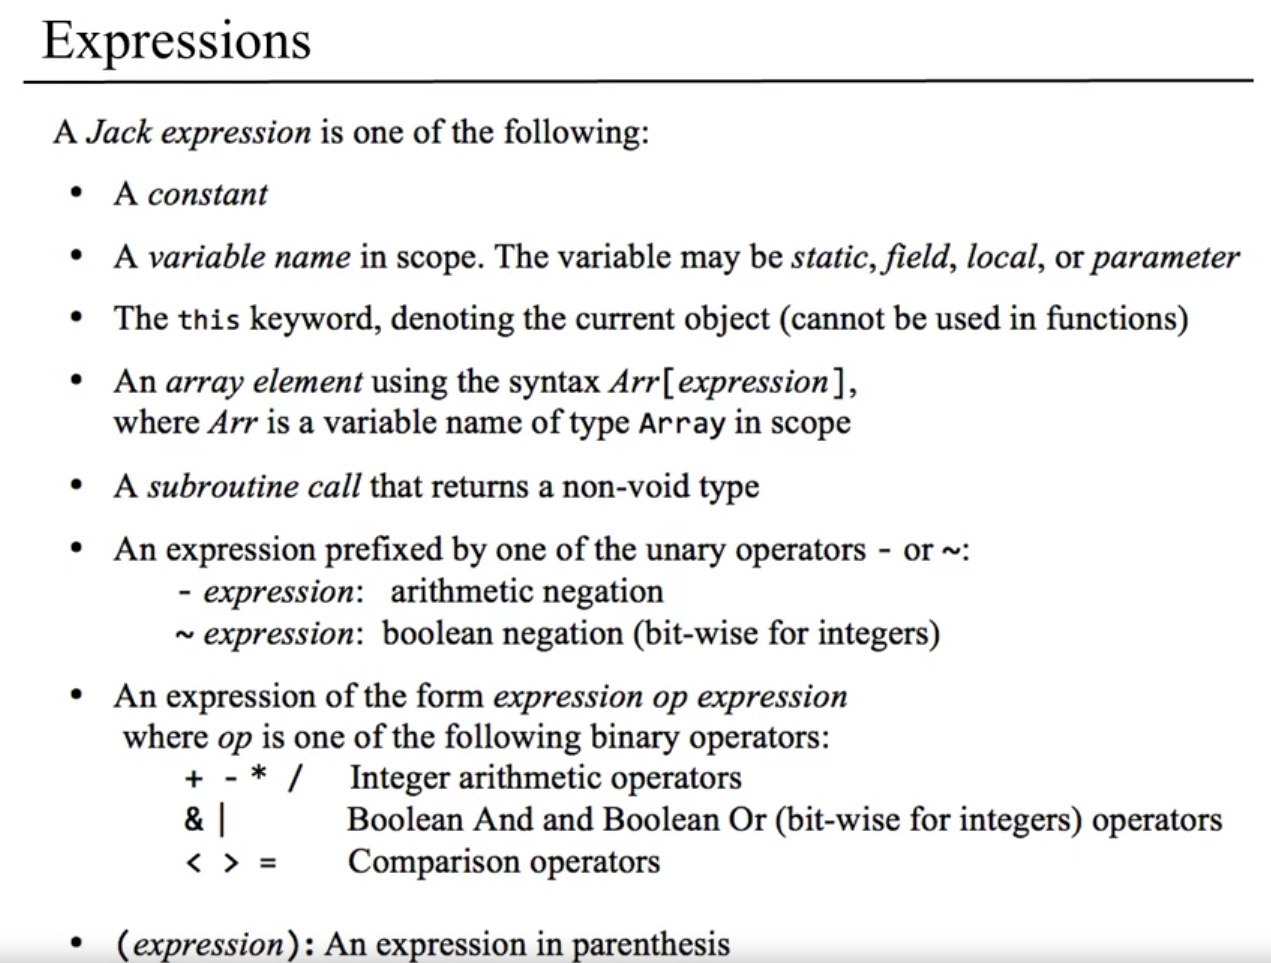 Expressions
A Jack expression is one of the following:
• A constant
• A variable name in scope. The variable may be static, field, local, or parameter
• The this keyword, denoting the current object (cannot be used in functions)
• An array element using the syntax Arr[expression],
where Arr is a variable name of type Array in scope
• A subroutine call that returns a non-void type
• An expression prefixed by one of the unary operators - or ~:
- expression: arithmetic negation
~ expression: boolean negation (bit-wise for integers)
• An expression of the form expression op expression
where op is one of the following binary operators:
+ - * / Integer arithmetic operators
& | Boolean And and Boolean Or (bit-wise for integers) operators
< > = Comparison operators
• (expression): An expression in parenthesis